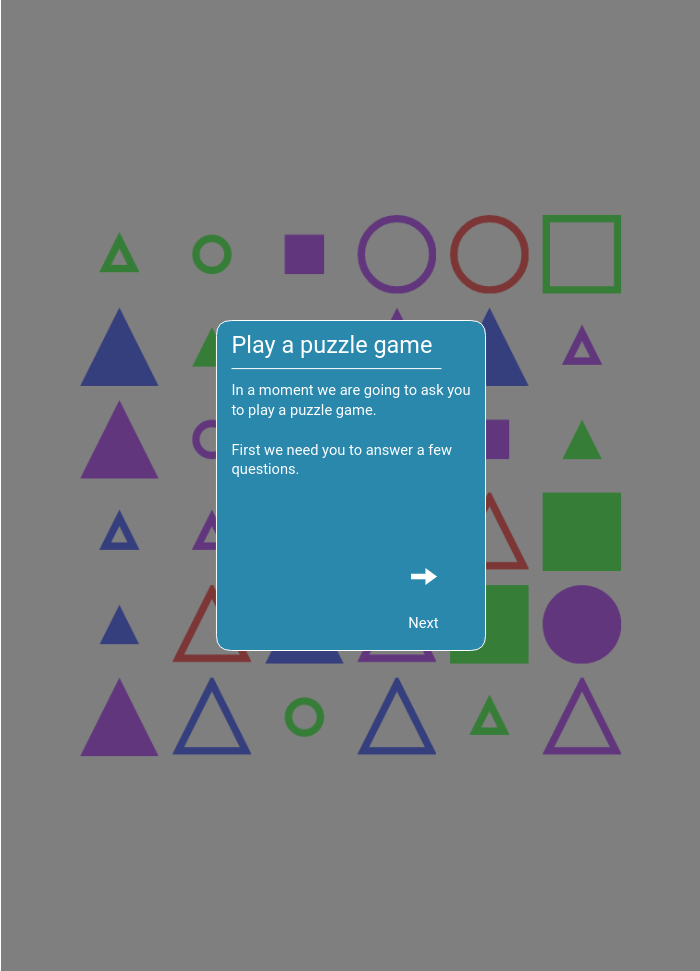 Play a puzzle game
In a moment we are going to ask you
to play a puzzle game.
First we need you to answer a few
questions.
Next